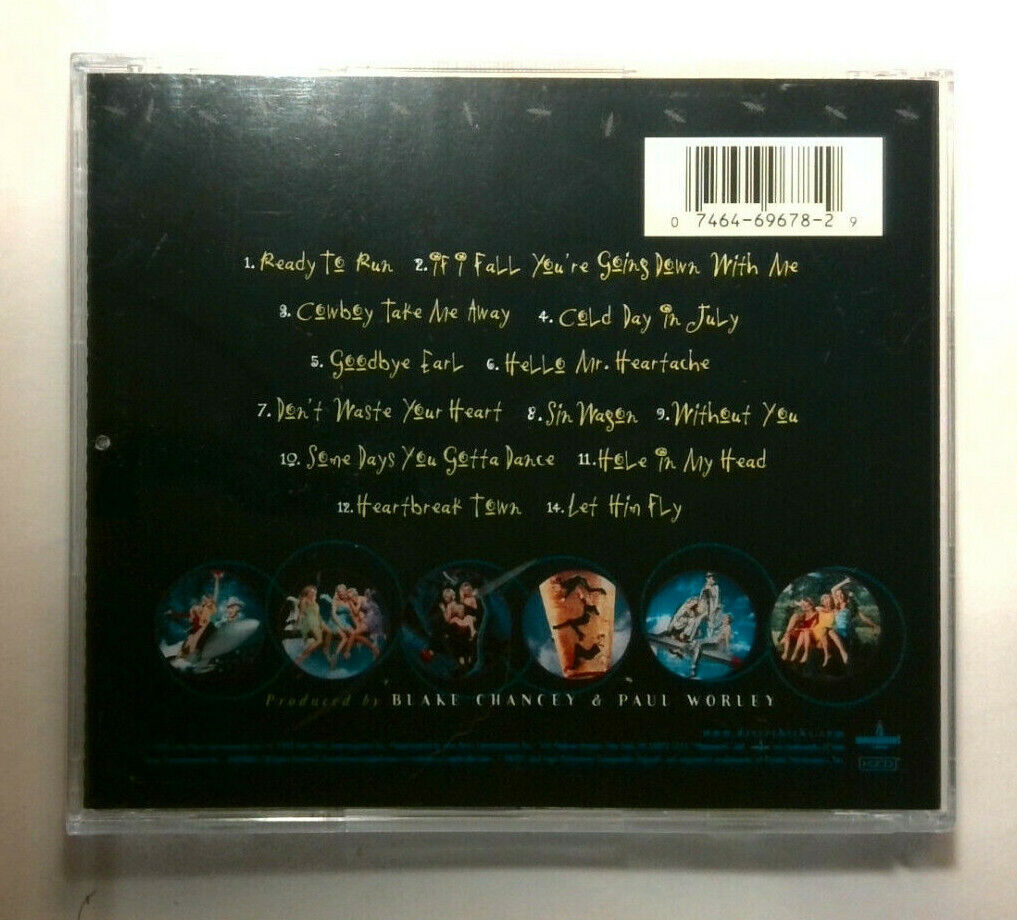 0 7464-69678-2 9
1. Ready To Run 2. If I Fall You're Going Down With Me
3. Cowboy Take Me Away 4. Cold Day In July
5. Goodbye Earl 6. Hello Mr. Heartache
7. Don't Waste Your Heart 8. Sin Wagon 9. Without You
10. Some Days You Gotta Dance 11. Hole In My Head
12. Heartbreak Town 14. Let Him Fly
Produced by BLAKE CHANCEY & PAUL WORLEY